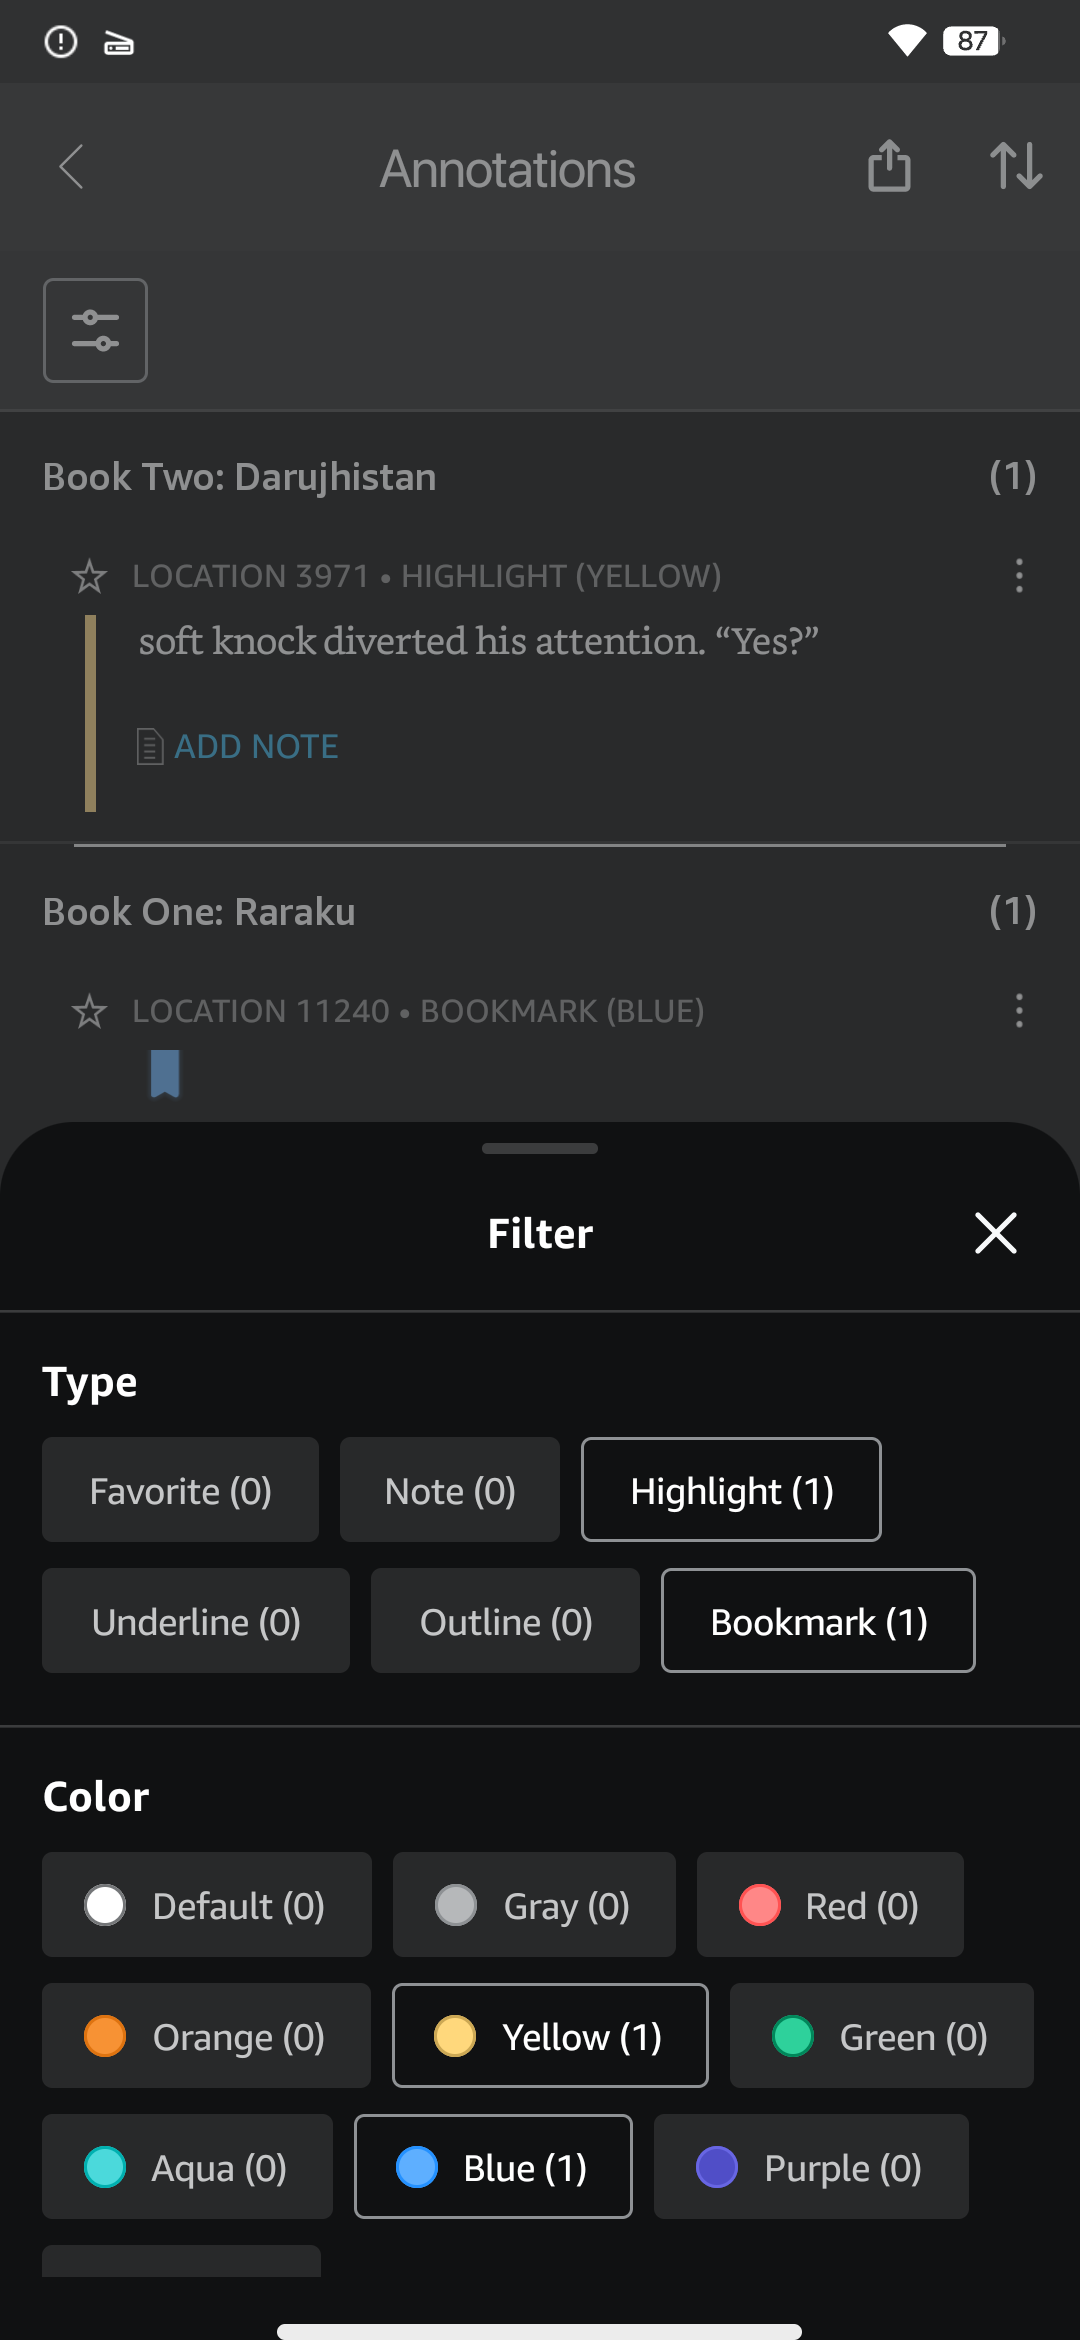 87
Annotations
Book Two: Darujhistan (1)
LOCATION 3971 • HIGHLIGHT (YELLOW)
soft knock diverted his attention. “Yes?”
ADD NOTE
Book One: Raraku (1)
LOCATION 11240 • BOOKMARK (BLUE)
Filter
Type
Favorite (0) Note (0) Highlight (1)
Underline (0) Outline (0) Bookmark (1)
Color
Default (0) Gray (0) Red (0)
Orange (0) Yellow (1) Green (0)
Aqua (0) Blue (1) Purple (0)